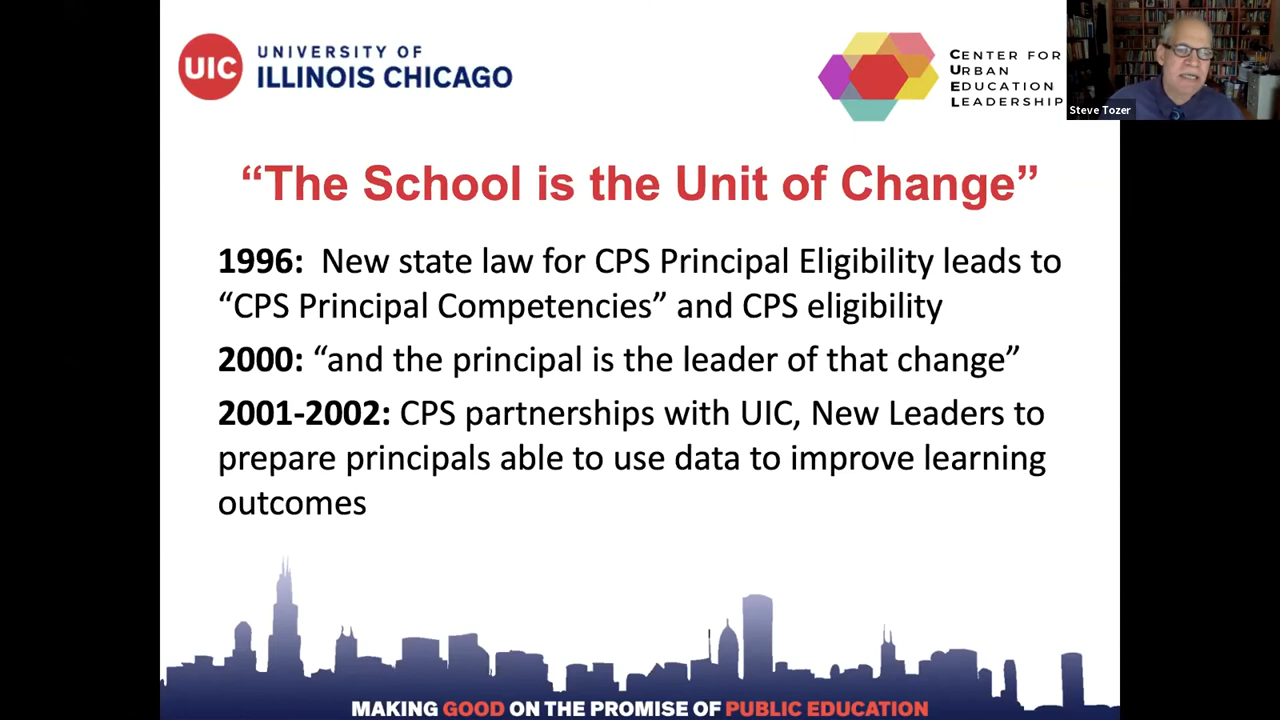 UIC
UNIVERSITY OF
ILLINOIS CHICAGO
CENTER FOR
URBAN
EDUCATION
LEADERSHIP
Steve Tozer
“The School is the Unit of Change”
1996:  New state law for CPS Principal Eligibility leads to
“CPS Principal Competencies” and CPS eligibility
2000: “and the principal is the leader of that change”
2001-2002: CPS partnerships with UIC, New Leaders to
prepare principals able to use data to improve learning
outcomes
MAKING GOOD ON THE PROMISE OF PUBLIC EDUCATION